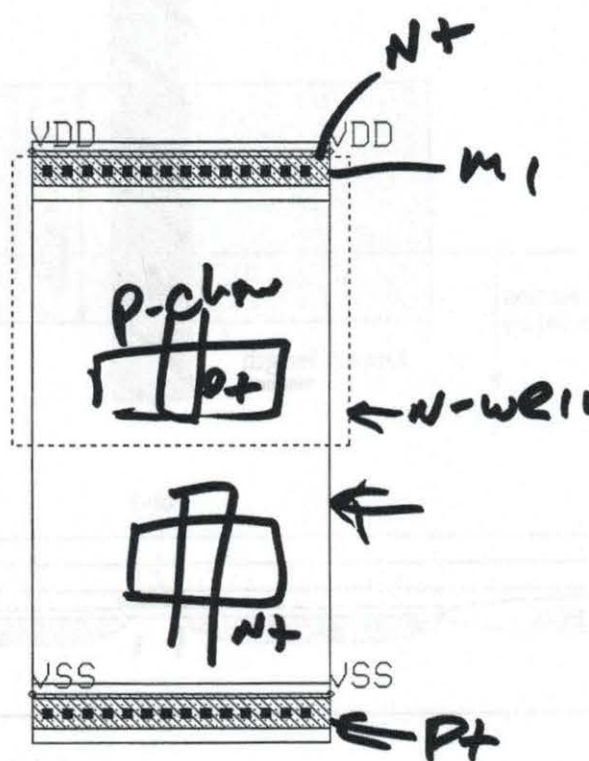 N+
VDD VDD
M1
P-chan
P+
N-well
N+
VSS VSS
P+